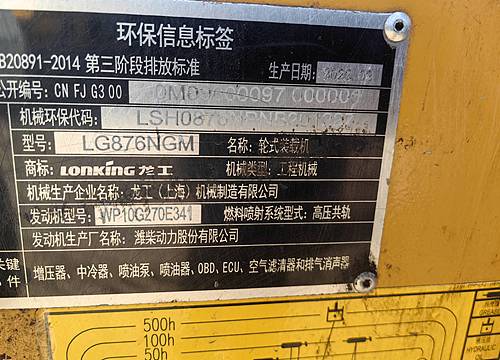 环保信息标签
B20891-2014 第三阶段排放标准
生产日期:
公开编号: CN FJ G3 00
机械环保代码: LSH0876
型号: LG876NGM 名称: 轮式装载机
商标: LONKING 龙工 机械类型: 工程机械
机械生产企业名称: 龙工(上海)机械制造有限公司
发动机型号: WP10G270E341 燃料喷射系统型式: 高压共轨
发动机生产厂名称: 潍柴动力股份有限公司
关键
件: 增压器、中冷器、喷油泵、喷油器、OBD、ECU、空气滤清器和排气消声器
500h
100h
50h
HYDRAULIC